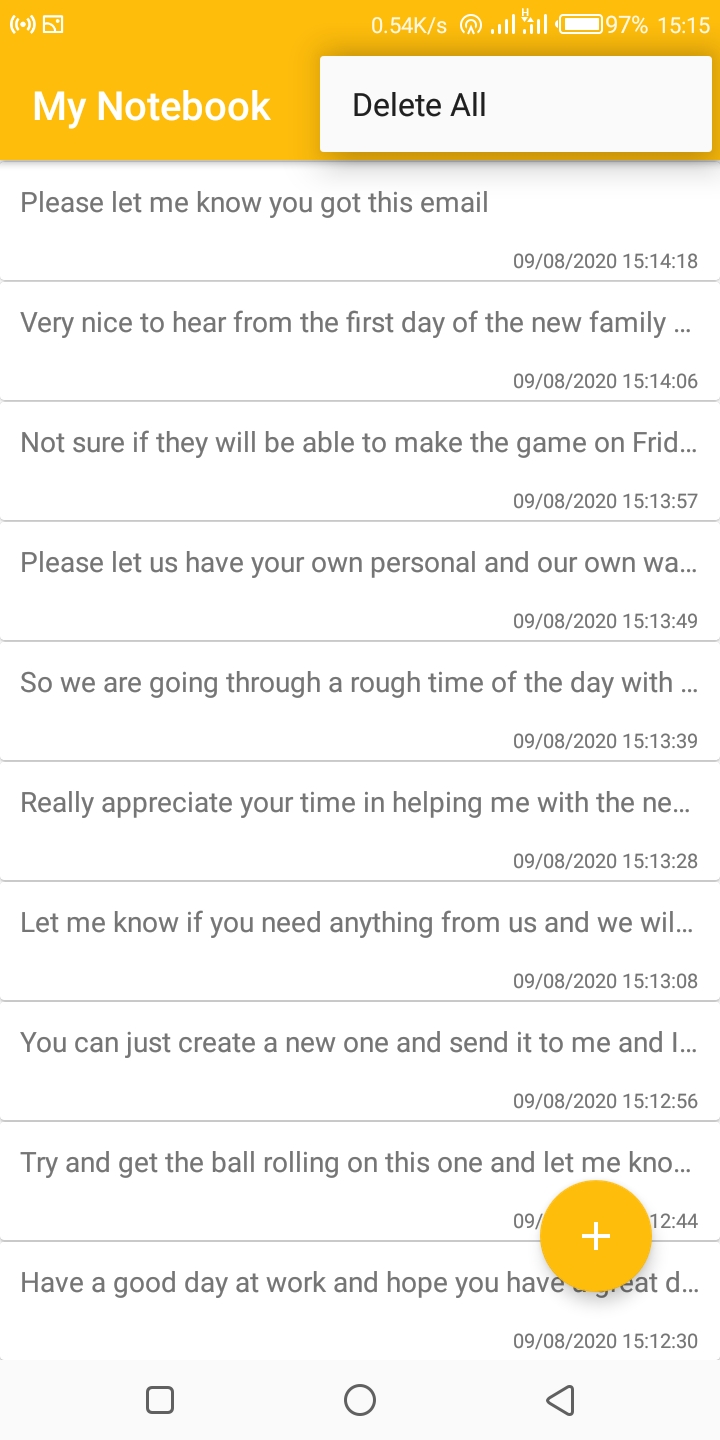 0.54K/s H 97% 15:15
My Notebook
Delete All
Please let me know you got this email
09/08/2020 15:14:18
Very nice to hear from the first day of the new family ...
09/08/2020 15:14:06
Not sure if they will be able to make the game on Frid...
09/08/2020 15:13:57
Please let us have your own personal and our own wa...
09/08/2020 15:13:49
So we are going through a rough time of the day with ...
09/08/2020 15:13:39
Really appreciate your time in helping me with the ne...
09/08/2020 15:13:28
Let me know if you need anything from us and we wil...
09/08/2020 15:13:08
You can just create a new one and send it to me and I...
09/08/2020 15:12:56
Try and get the ball rolling on this one and let me kno...
09/ 12:44
Have a good day at work and hope you have a great d...
09/08/2020 15:12:30